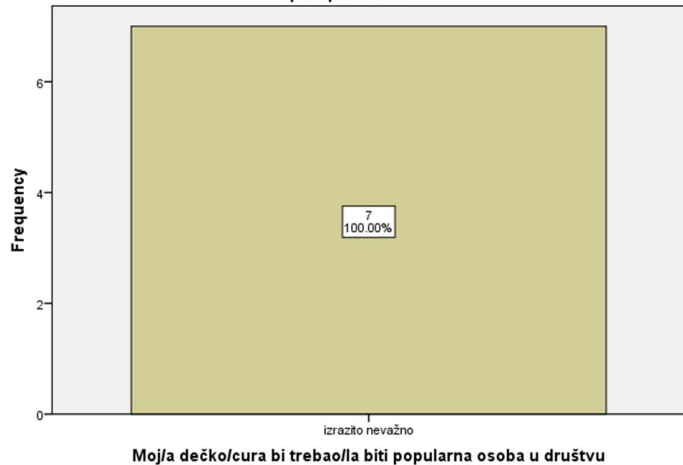 6
4
2
0
Frequency
7
100.00%
izrazito nevažno
Moj/a dečko/cura bi trebao/la biti popularna osoba u društvu